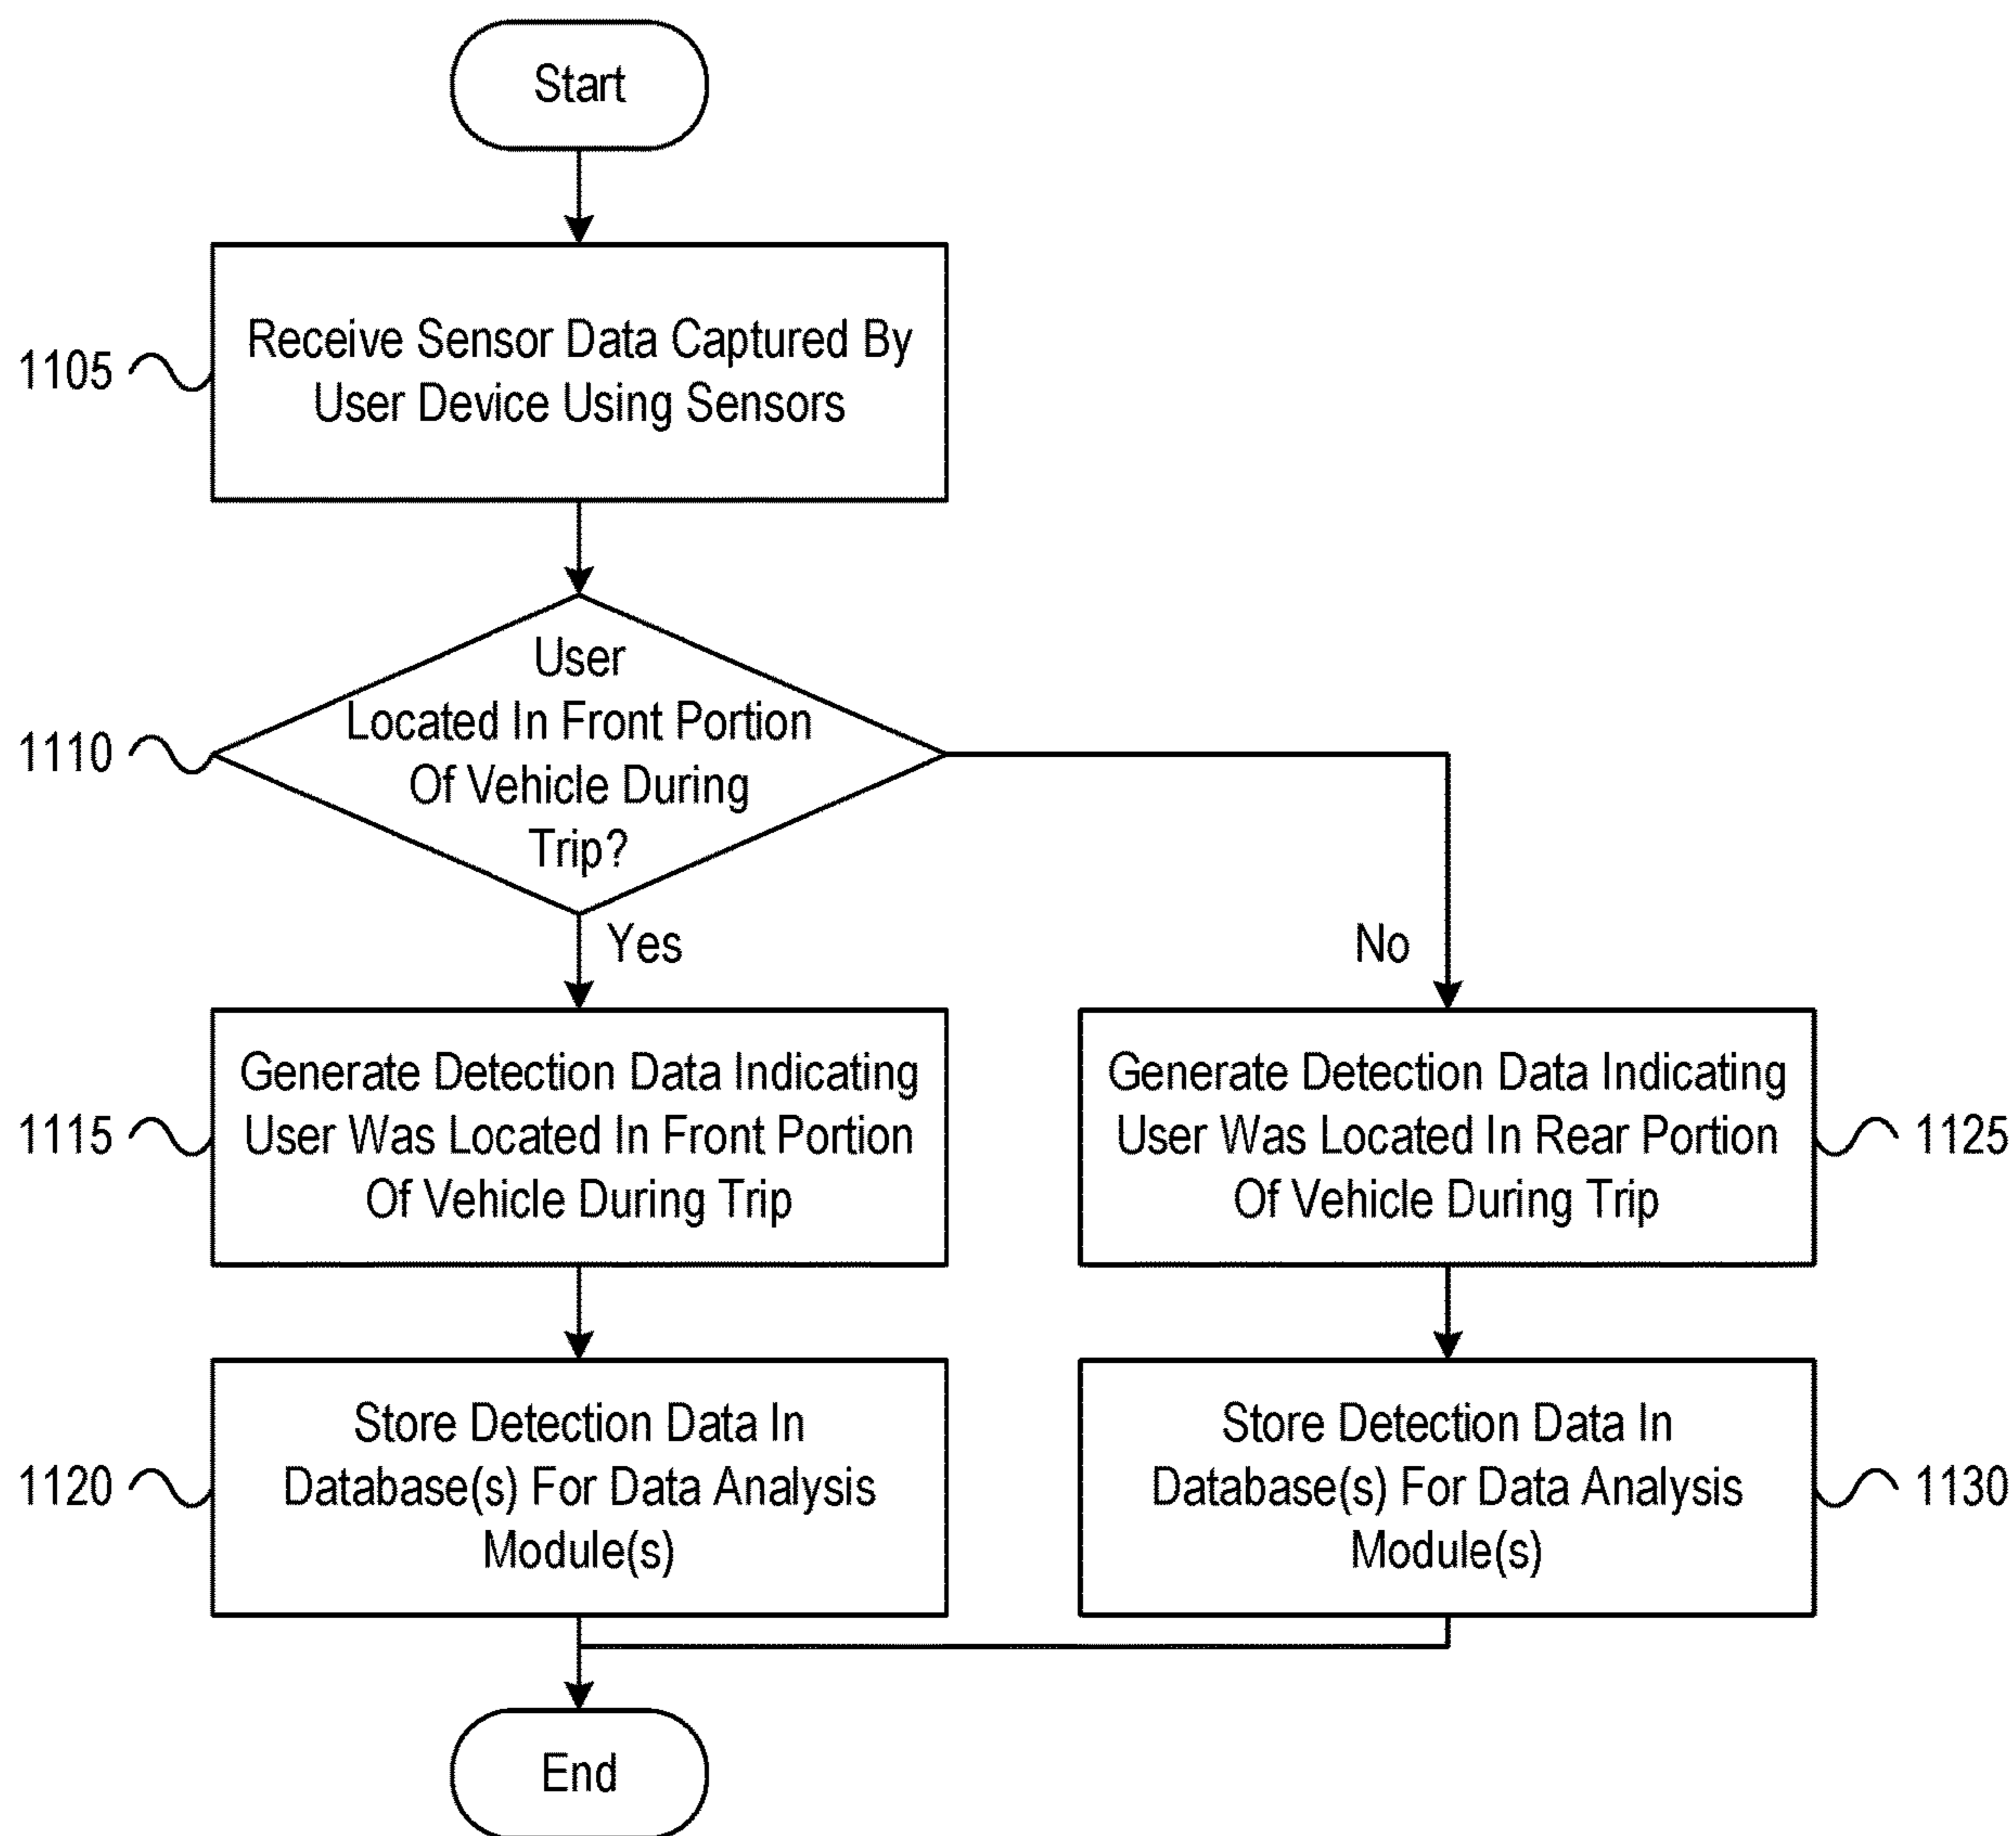 Start
1105
Receive Sensor Data Captured By
User Device Using Sensors
1110
User
Located In Front Portion
Of Vehicle During
Trip?
Yes
No
1115
Generate Detection Data Indicating
User Was Located In Front Portion
Of Vehicle During Trip
Generate Detection Data Indicating
User Was Located In Rear Portion
Of Vehicle During Trip
1125
1120
Store Detection Data In
Database(s) For Data Analysis
Module(s)
Store Detection Data In
Database(s) For Data Analysis
Module(s)
1130
End